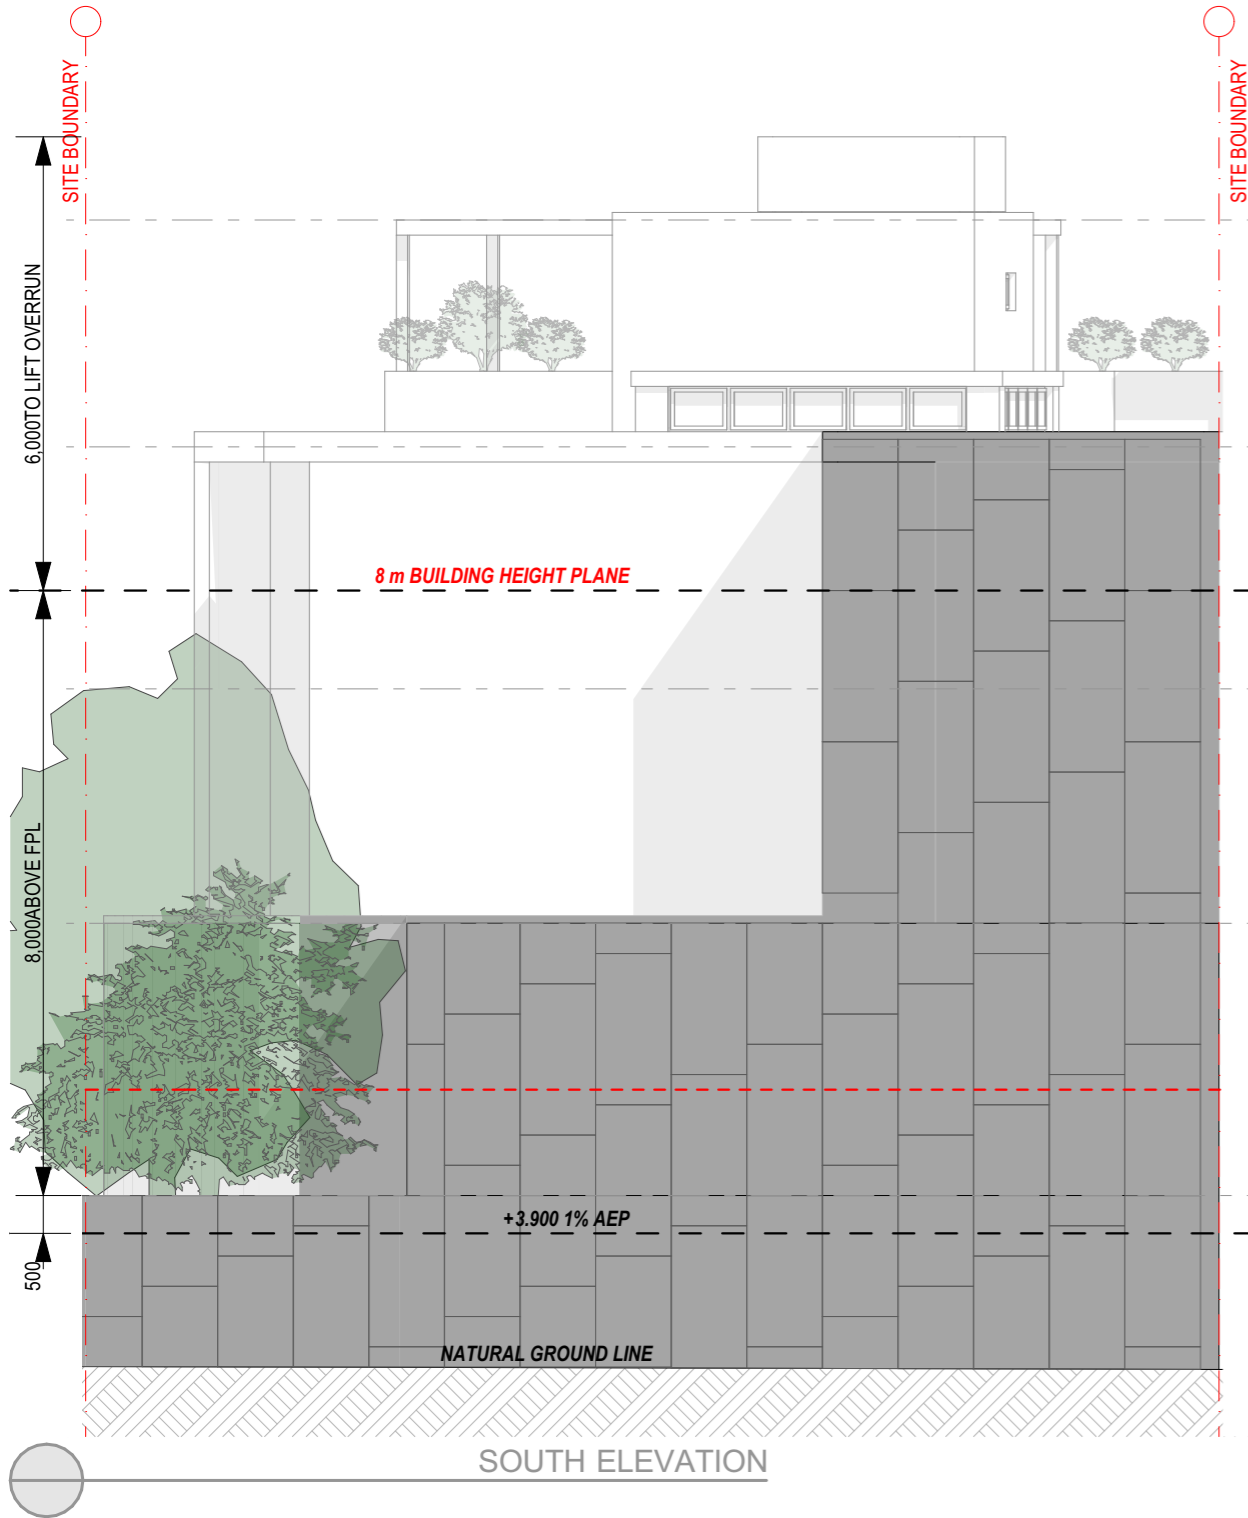 SITE BOUNDARY
SITE BOUNDARY
6,000TO LIFT OVERRUN
8 m BUILDING HEIGHT PLANE
8,000ABOVE FPL
+3.900 1% AEP
500
NATURAL GROUND LINE
SOUTH ELEVATION